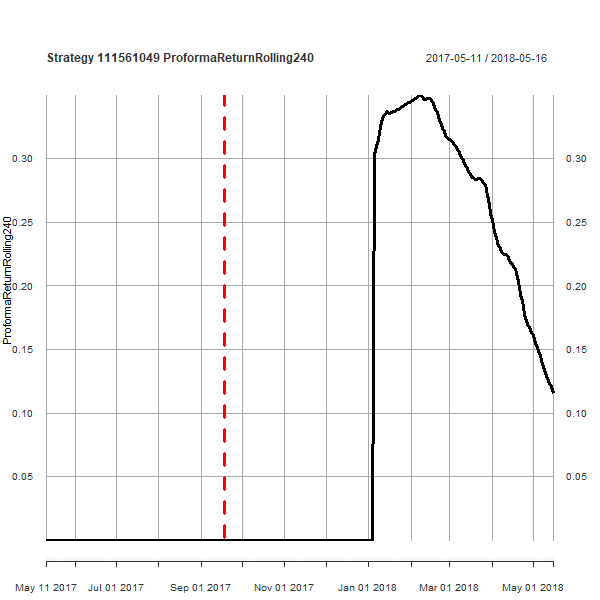 Strategy 111561049 ProformaReturnRolling240
2017-05-11 / 2018-05-16
ProformaReturnRolling240
0.30 0.30
0.25 0.25
0.20 0.20
0.15 0.15
0.10 0.10
0.05 0.05
May 11 2017 Jul 01 2017 Sep 01 2017 Nov 01 2017 Jan 01 2018 Mar 01 2018 May 01 2018